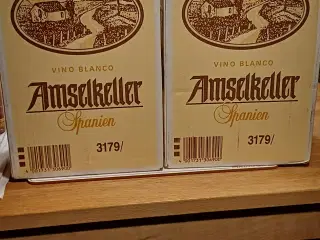 VINO BLANCO
Amselkeller
Spanien
3179/
VINO BLANCO
Amselkeller
Spanien
3179/